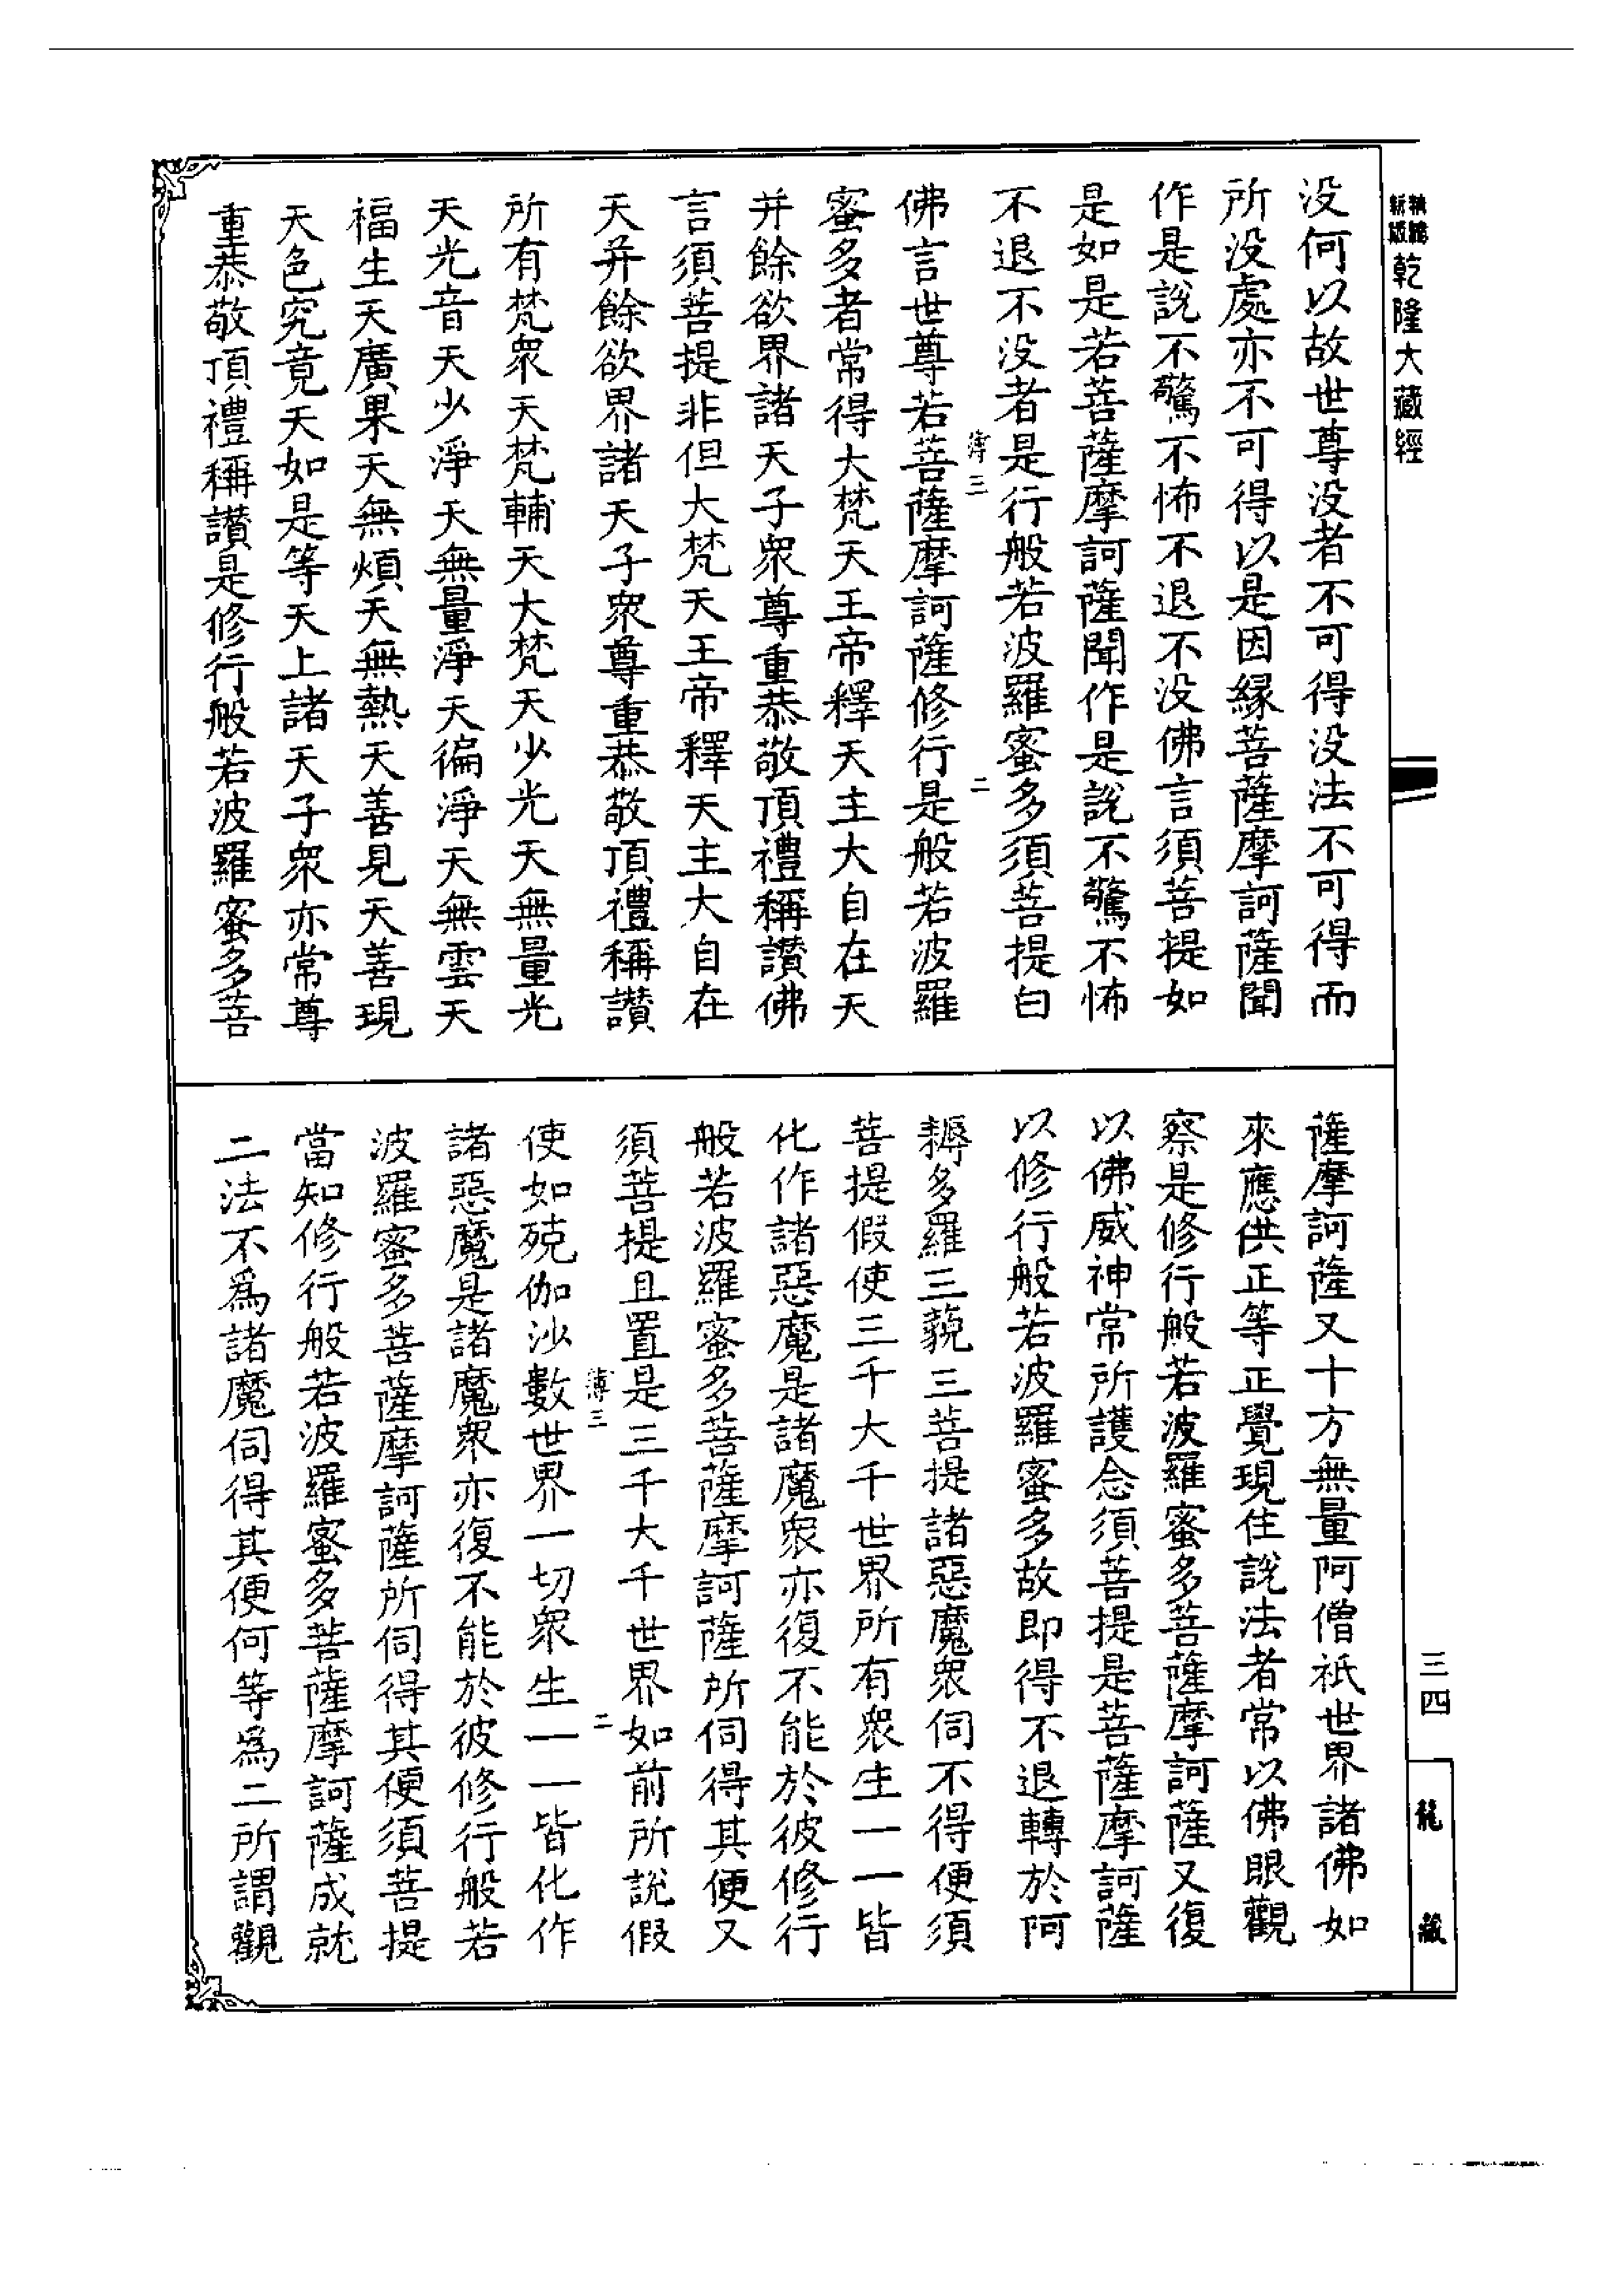 乾隆大藏經
没何以故世尊没者不可得没法不可得而
所没處亦不可得以是因緣菩薩摩訶薩聞
作是說不驚不怖不退不没佛言須菩提如
是如是若菩薩摩訶薩聞作是說不驚不怖
不退不没者是行般若波羅蜜多須菩提白
薄三
二
佛言世尊若菩薩摩訶薩修行是般若波羅
蜜多者常得大梵天王帝釋天主大自在天
并餘欲界諸天子衆尊重恭敬頂禮稱讚佛
言須菩提非但大梵天王帝釋天主大自在
天并餘欲界諸天子衆尊重恭敬頂禮稱讚
所有梵衆天梵輔天大梵天少光天無量光
天光音天少淨天無量淨天徧淨天無雲天
福生天廣果天無煩天無熱天善見天善現
天色究竟天如是等天上諸天子衆亦常尊
重恭敬頂禮稱讚是修行般若波羅蜜多菩
薩摩訶薩又十方無量阿僧祇世界諸佛如
來應供正等正覺現住說法者常以佛眼觀
察是修行般若波羅蜜多菩薩摩訶薩又復
以佛威神常所護念須菩提是菩薩摩訶薩
以修行般若波羅蜜多故即得不退轉於阿
耨多羅三藐三菩提諸惡魔衆伺不得便須
菩提假使三千大千世界所有衆生一一皆
化作諸惡魔是諸魔衆亦復不能於彼修行
般若波羅蜜多菩薩摩訶薩所伺得其便又
須菩提且置是三千大千世界如前所說假
薄三
二
使如殑伽沙數世界一切衆生一一皆化作
諸惡魔是諸魔衆亦復不能於彼修行般若
波羅蜜多菩薩摩訶薩所伺得其便須菩提
當知修行般若波羅蜜多菩薩摩訶薩成就
二法不爲諸魔伺得其便何等爲二所謂觀
三四
龍藏